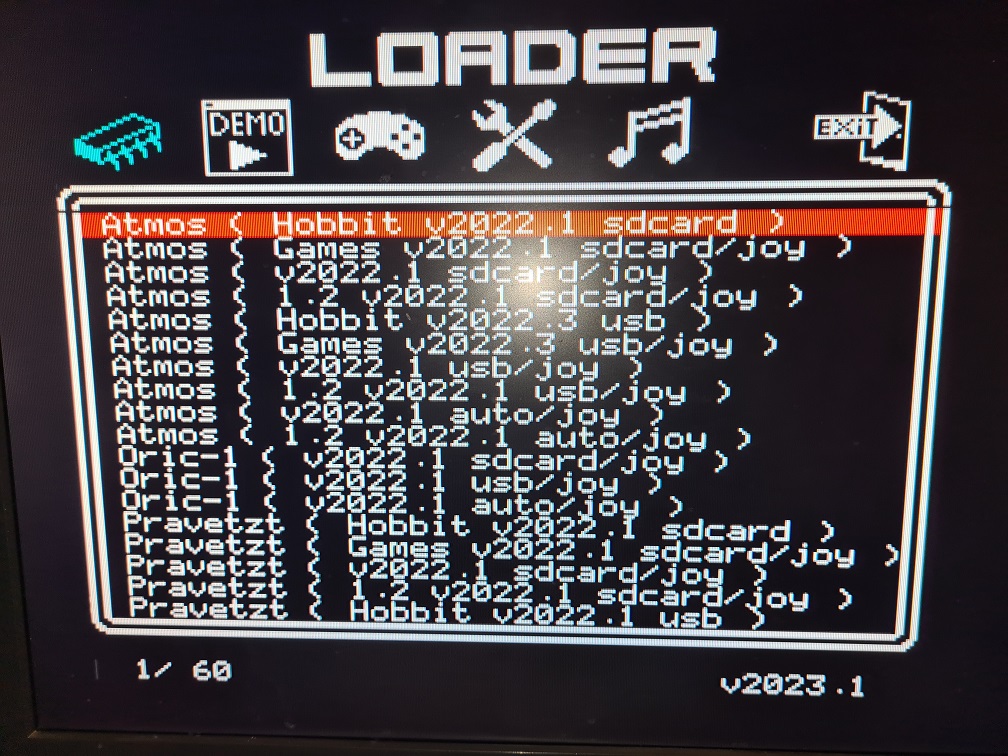 LOADER
DEMO
EXIT
Atmos ( Hobbit v2022.1 sdcard )
Atmos ( Games v2022.1 sdcard/joy )
Atmos ( v2022.1 sdcard/joy )
Atmos ( 1.2 v2022.1 sdcard/joy )
Atmos ( Hobbit v2022.3 usb )
Atmos ( Games v2022.3 usb/joy )
Atmos ( v2022.1 usb/joy )
Atmos ( 1.2 v2022.1 usb/joy )
Atmos ( v2022.1 auto/joy )
Atmos ( 1.2 v2022.1 auto/joy )
Oric-1 ( v2022.1 sdcard/joy )
Oric-1 ( v2022.1 usb/joy )
Oric-1 ( v2022.1 auto/joy )
Pravetzt ( Hobbit v2022.1 sdcard )
Pravetzt ( Games v2022.1 sdcard/joy )
Pravetzt ( v2022.1 sdcard/joy )
Pravetzt ( 1.2 v2022.1 sdcard/joy )
Pravetzt ( Hobbit v2022.1 usb )
1/ 60
v2023.1